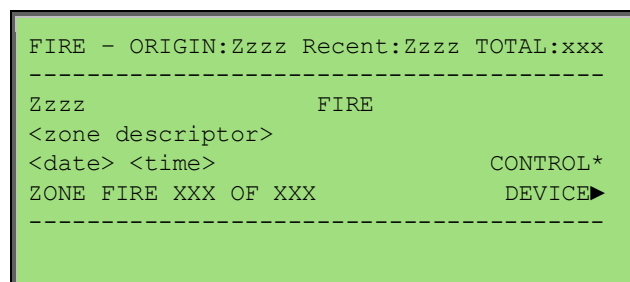 FIRE – ORIGIN:Zzzz Recent:Zzzz TOTAL:xxx
----------------------------------------
Zzzz FIRE
<zone descriptor>
<date> <time> CONTROL*
ZONE FIRE XXX OF XXX DEVICE►
----------------------------------------